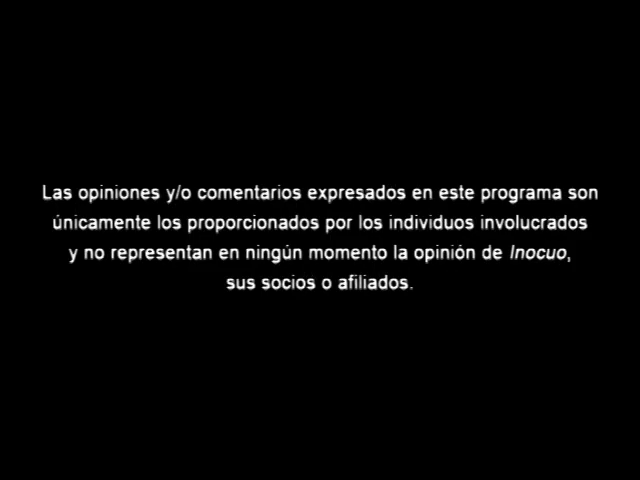 Las opiniones y/o comentarios expresados en este programa son
únicamente los proporcionados por los individuos involucrados
y no representan en ningún momento la opinión de Inocuo,
sus socios o afiliados.